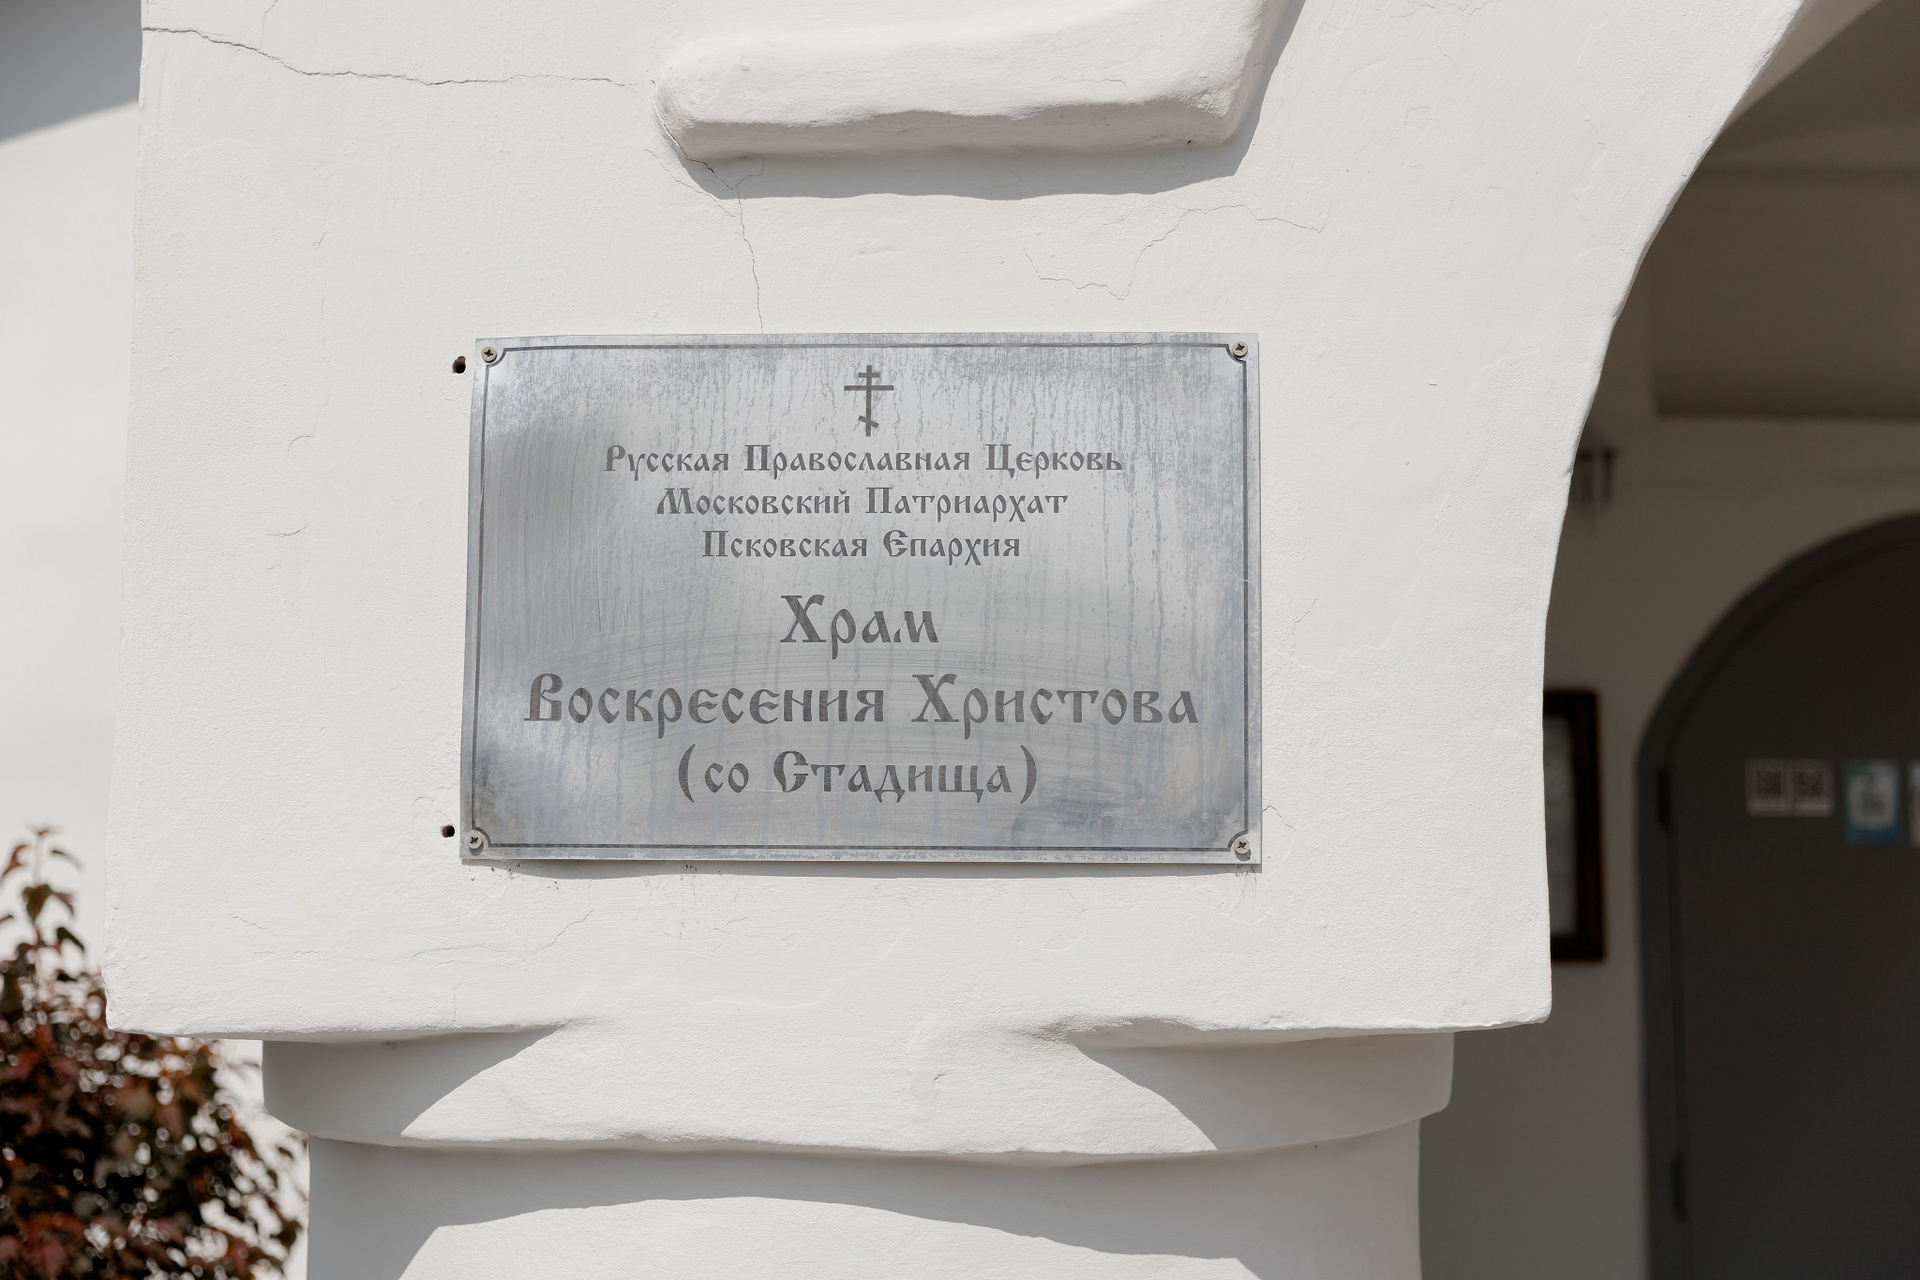 Русская Православная Церковь
Московский Патриархат
Псковская Епархия
Храм
Воскресения Христова
(со Стадища)